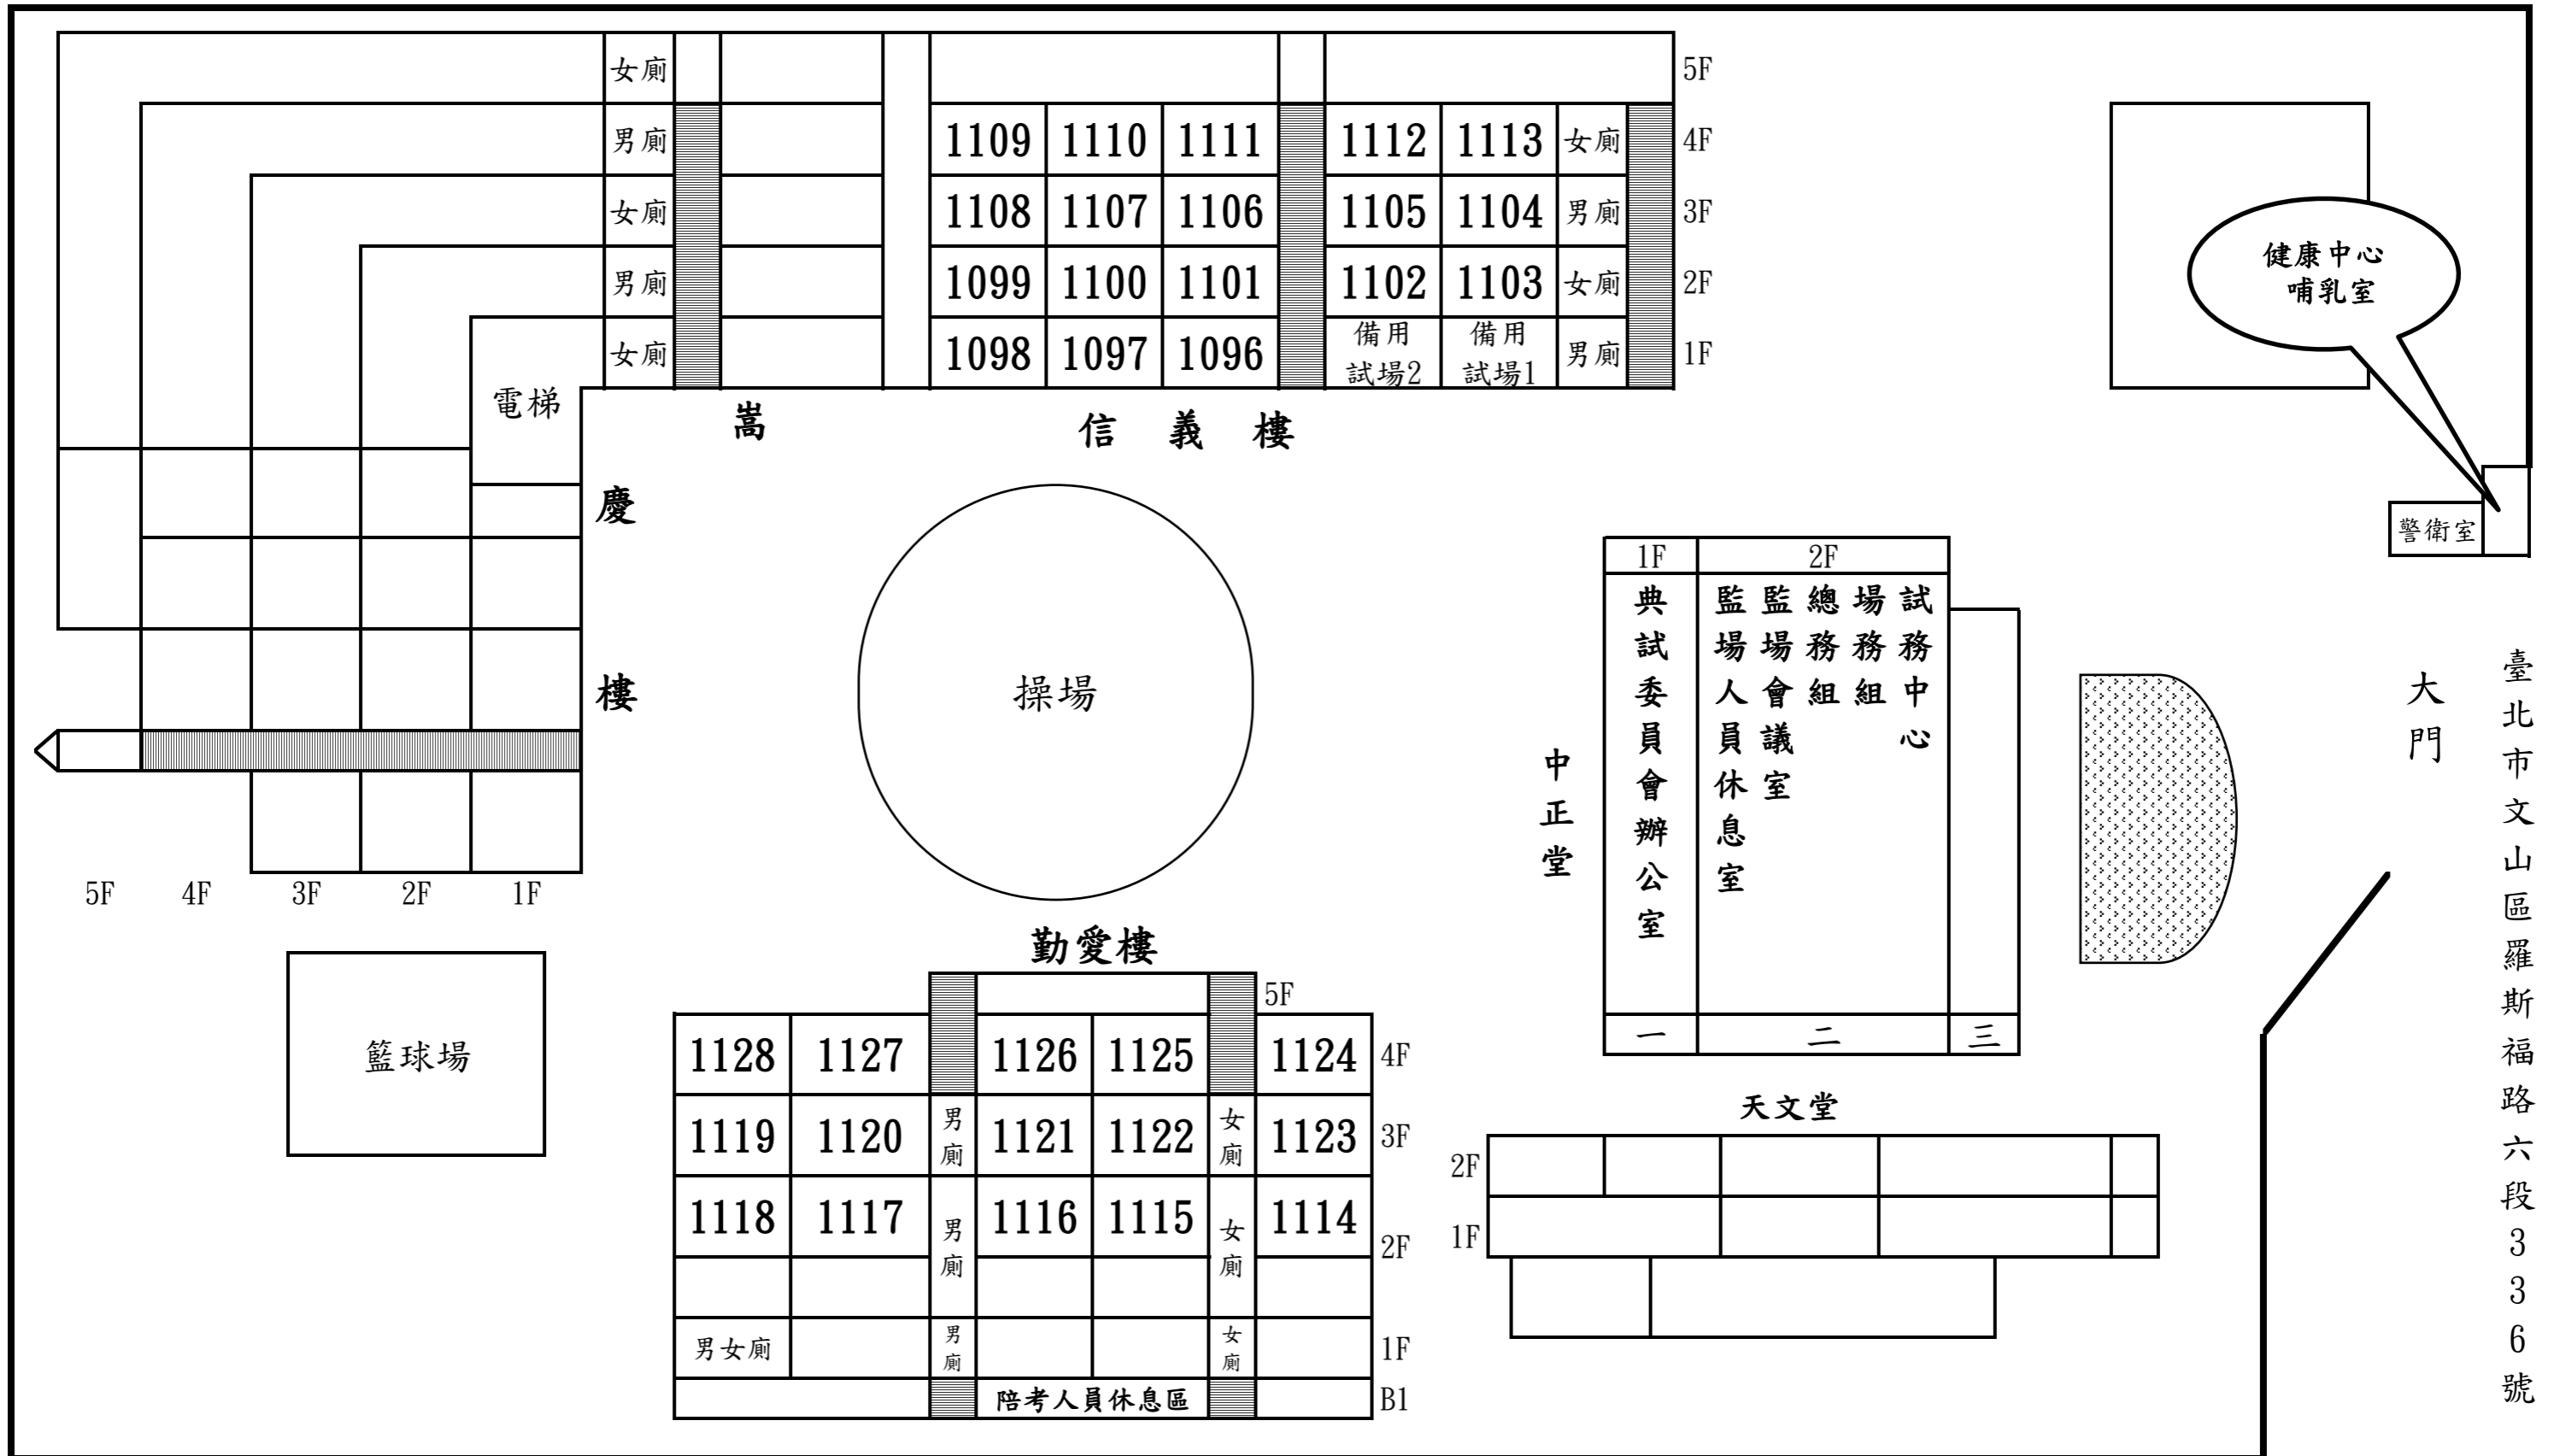 女廁 5F
男廁 1109 1110 1111 1112 1113 女廁 4F
女廁 1108 1107 1106 1105 1104 男廁 3F
男廁 1099 1100 1101 1102 1103 女廁 2F
女廁 1098 1097 1096 備用 備用 男廁 1F
試場2 試場1
電梯
嵩
慶
樓
信義樓
健康中心
哺乳室
警衛室
操場
1F 2F
典試委員會辦公室
監場人員休息室
監場會議室
總務組
場務組
試務中心
一 二 三
中正堂
大門
臺北市文山區羅斯福路六段336號
5F 4F 3F 2F 1F
籃球場
勤愛樓
5F
1128 1127 1126 1125 1124 4F
1119 1120 男廁 1121 1122 女廁 1123 3F
1118 1117 男廁 1116 1115 女廁 1114 2F
男女廁 男廁 女廁 1F
陪考人員休息區 B1
天文堂
2F
1F